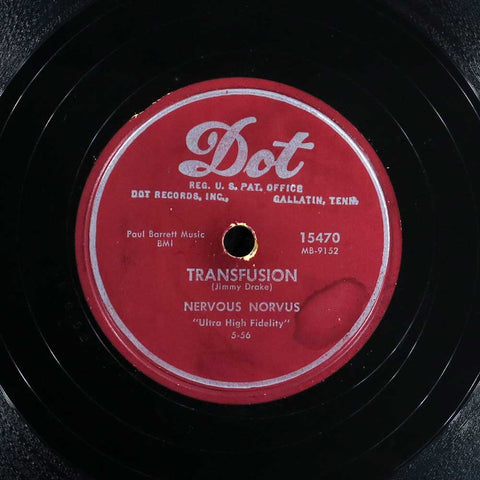 Dot
REG. U. S. PAT. OFFICE
DOT RECORDS, INC., GALLATIN, TENN.
Paul Barrett Music
BMI
15470
MB-9152
TRANSFUSION
(Jimmy Drake)
NERVOUS NORVUS
"Ultra High Fidelity"
5-56